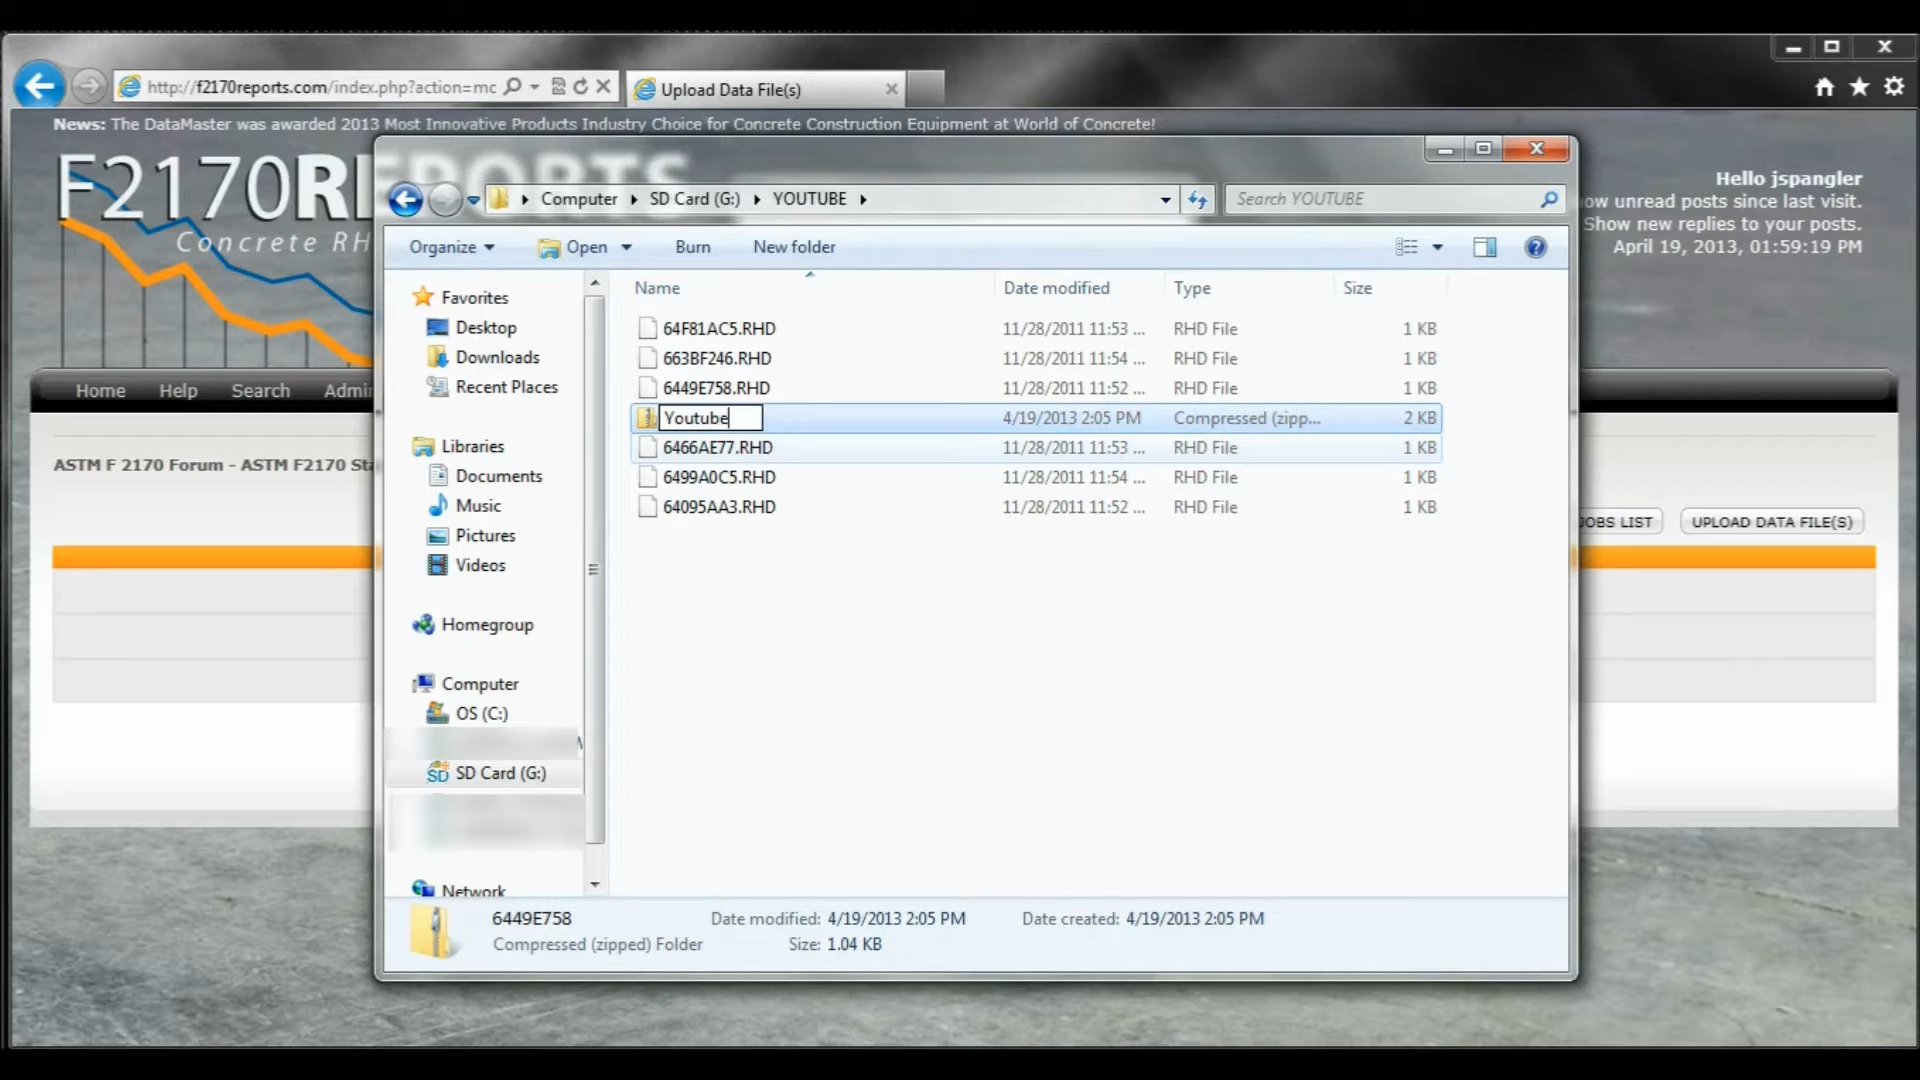 http://f2170reports.com/index.php?action=mc
Upload Data File(s)
News: The DataMaster was awarded 2013 Most Innovative Products Industry Choice for Concrete Construction Equipment at World of Concrete!
F2170REPORTS
Concrete RH
Hello jspangler
ow unread posts since last visit.
Show new replies to your posts.
April 19, 2013, 01:59:19 PM
Home Help Search Admi
ASTM F 2170 Forum - ASTM F2170 Sta
JOBS LIST UPLOAD DATA FILE(S)
Computer SD Card (G:) YOUTUBE
Search YOUTUBE
Organize Open Burn New folder
Favorites
Desktop
Downloads
Recent Places
Libraries
Documents
Music
Pictures
Videos
Homegroup
Computer
OS (C:)
SD SD Card (G:)
Network
Name Date modified Type Size
64F81AC5.RHD 11/28/2011 11:53 ... RHD File 1 KB
663BF246.RHD 11/28/2011 11:54 ... RHD File 1 KB
6449E758.RHD 11/28/2011 11:52 ... RHD File 1 KB
Youtube 4/19/2013 2:05 PM Compressed (zipp... 2 KB
6466AE77.RHD 11/28/2011 11:53 ... RHD File 1 KB
6499A0C5.RHD 11/28/2011 11:54 ... RHD File 1 KB
64095AA3.RHD 11/28/2011 11:52 ... RHD File 1 KB
6449E758 Date modified: 4/19/2013 2:05 PM Date created: 4/19/2013 2:05 PM
Compressed (zipped) Folder Size: 1.04 KB